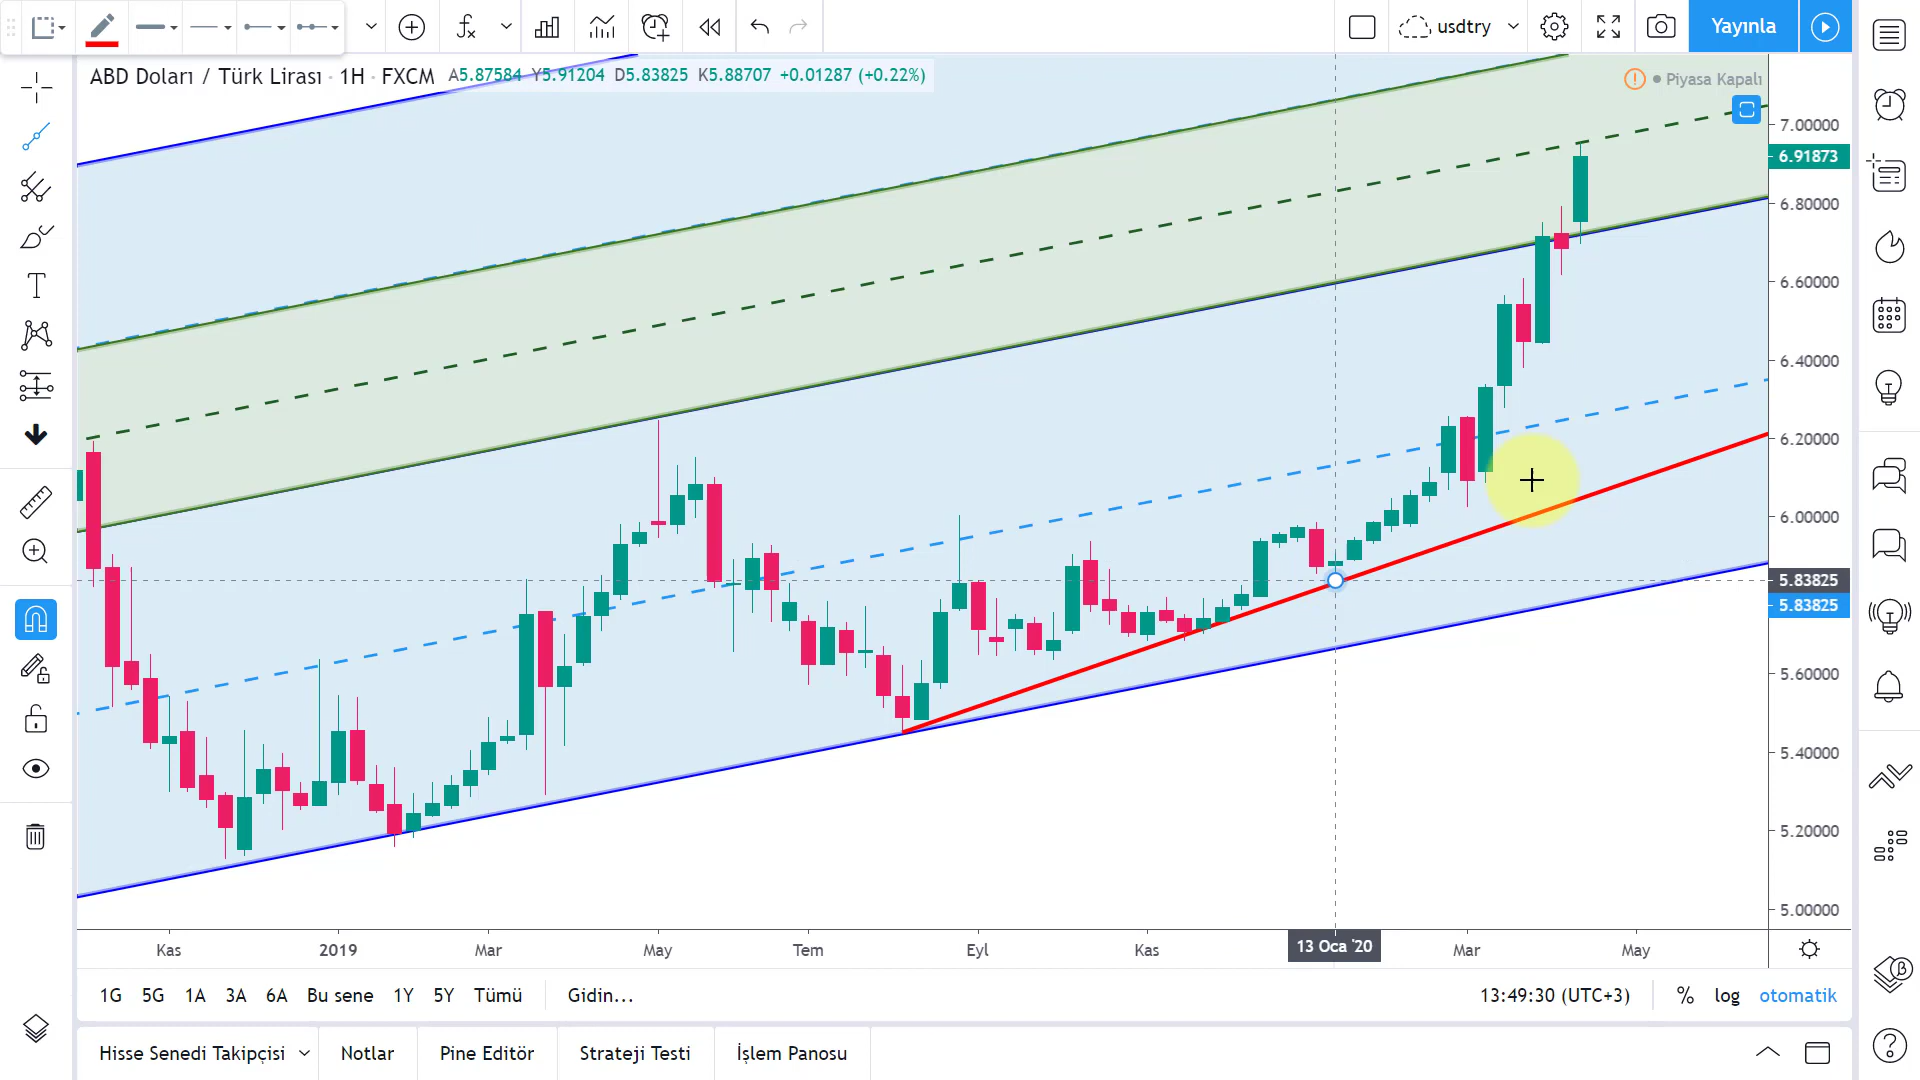 usdtry
Yayınla
ABD Doları / Türk Lirası · 1H · FXCM A5.87584 Y5.91204 D5.83825 K5.88707 +0.01287 (+0.22%)
Piyasa Kapalı
7.00000
6.91873
6.80000
6.60000
6.40000
6.20000
6.00000
5.83825
5.83825
5.60000
5.40000
5.20000
5.00000
Kas 2019 Mar May Tem Eyl Kas 13 Oca '20 Mar May
1G 5G 1A 3A 6A Bu sene 1Y 5Y Tümü Gidin... 13:49:30 (UTC+3) % log otomatik
Hisse Senedi Takipçisi Notlar Pine Editör Strateji Testi İşlem Panosu